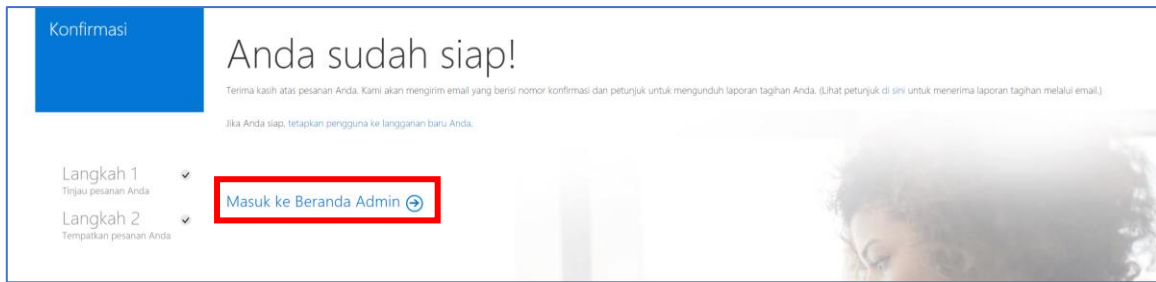 Konfirmasi
Anda sudah siap!
Terima kasih atas pesanan Anda. Kami akan mengirim email yang berisi nomor konfirmasi dan petunjuk untuk mengunduh laporan tagihan Anda. (Lihat petunjuk di sini untuk menerima laporan tagihan melalui email.)
Jika Anda siap, tetapkan pengguna ke langganan baru Anda.
Langkah 1
Tinjau pesanan Anda
Langkah 2
Tempatkan pesanan Anda
Masuk ke Beranda Admin